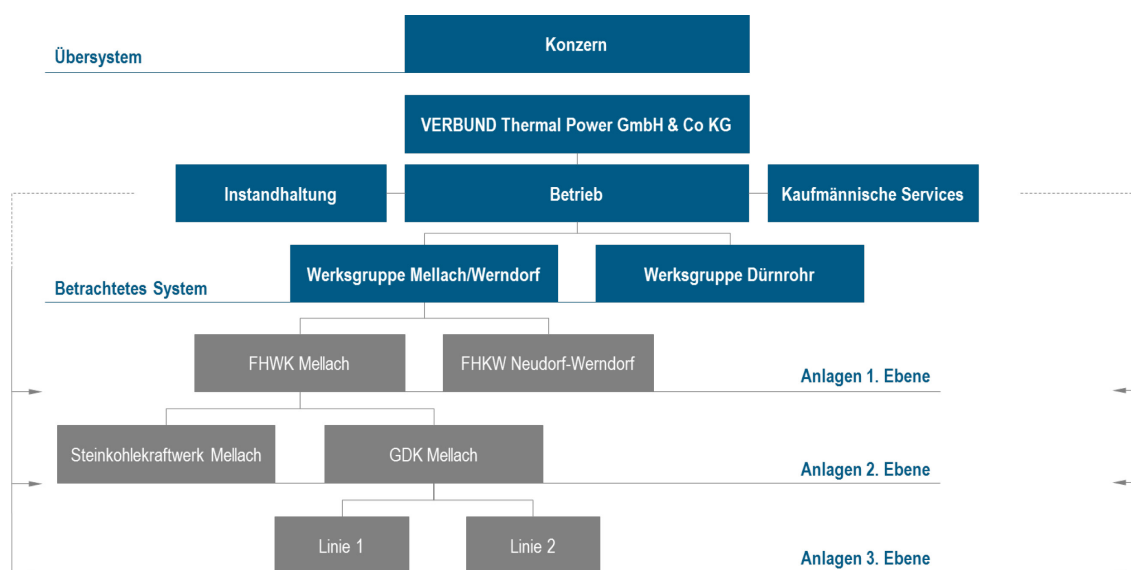 Konzern
Übersystem
VERBUND Thermal Power GmbH & Co KG
Instandhaltung
Betrieb
Kaufmännische Services
Werksgruppe Mellach/Werndorf
Werksgruppe Dürnrohr
Betrachtetes System
FHWK Mellach
FHKW Neudorf-Werndorf
Anlagen 1. Ebene
Steinkohlekraftwerk Mellach
GDK Mellach
Anlagen 2. Ebene
Linie 1
Linie 2
Anlagen 3. Ebene